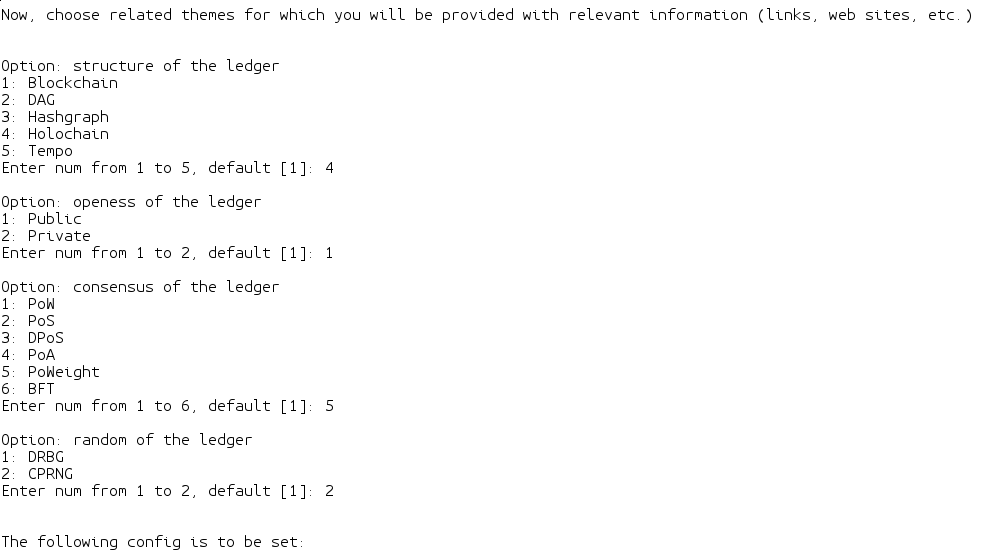 Now, choose related themes for which you will be provided with relevant information (links, web sites, etc.)
Option: structure of the ledger
1: Blockchain
2: DAG
3: Hashgraph
4: Holochain
5: Tempo
Enter num from 1 to 5, default [1]: 4
Option: openess of the ledger
1: Public
2: Private
Enter num from 1 to 2, default [1]: 1
Option: consensus of the ledger
1: PoW
2: PoS
3: DPoS
4: PoA
5: PoWeight
6: BFT
Enter num from 1 to 6, default [1]: 5
Option: random of the ledger
1: DRBG
2: CPRNG
Enter num from 1 to 2, default [1]: 2
The following config is to be set: